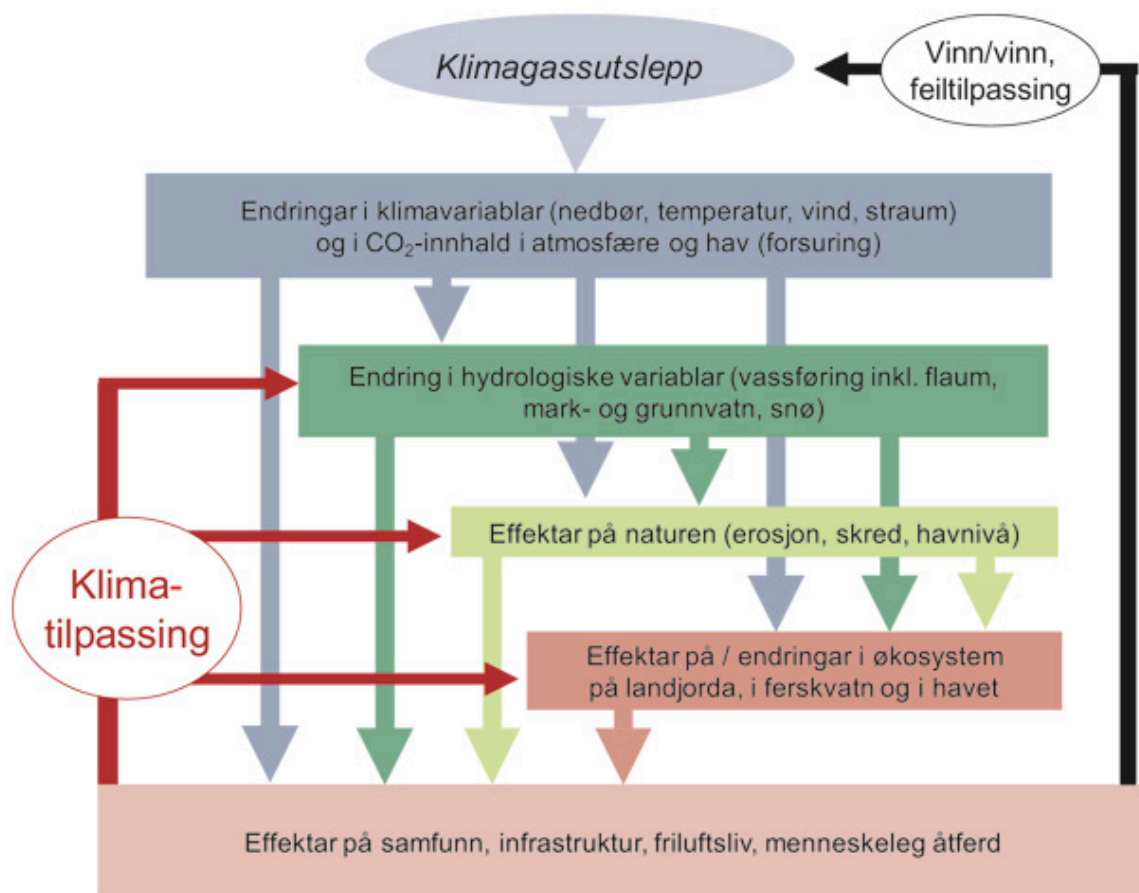 Klimagassutslepp
Vinn/vinn,
feiltilpassing
Endringar i klimavariablar (nedbør, temperatur, vind, straum)
og i CO₂-innhald i atmosfære og hav (forsuring)
Endring i hydrologiske variablar (vassføring inkl. flaum,
mark- og grunnvatn, snø)
Effektar på naturen (erosjon, skred, havnivå)
Klima-
tilpassing
Effektar på / endringar i økosystem
på landjorda, i ferskvatn og i havet
Effektar på samfunn, infrastruktur, friluftsliv, menneskeleg åtferd